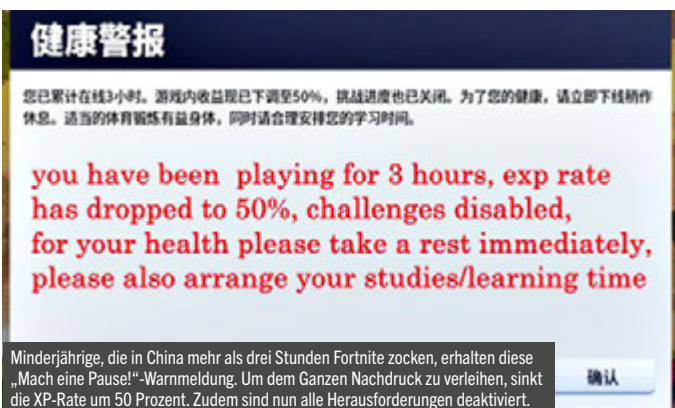 健康警报
您已累计在线3小时。游戏内收益现已下调至50%，挑战进度也已关闭。为了您的健康，请立即下线稍作
休息。适当的体育锻炼有益身体，同时请合理安排您的学习时间。
you have been playing for 3 hours, exp rate
has dropped to 50%, challenges disabled,
for your health please take a rest immediately,
please also arrange your studies/learning time
Minderjährige, die in China mehr als drei Stunden Fortnite zocken, erhalten diese
„Mach eine Pause!“-Warnmeldung. Um dem Ganzen Nachdruck zu verleihen, sinkt
die XP-Rate um 50 Prozent. Zudem sind nun alle Herausforderungen deaktiviert.
确认